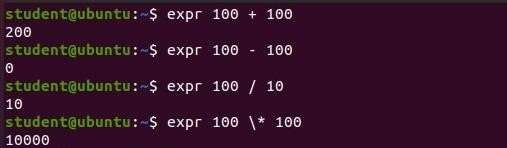 student@ubuntu:~$ expr 100 + 100
200
student@ubuntu:~$ expr 100 - 100
0
student@ubuntu:~$ expr 100 / 10
10
student@ubuntu:~$ expr 100 \* 100
10000